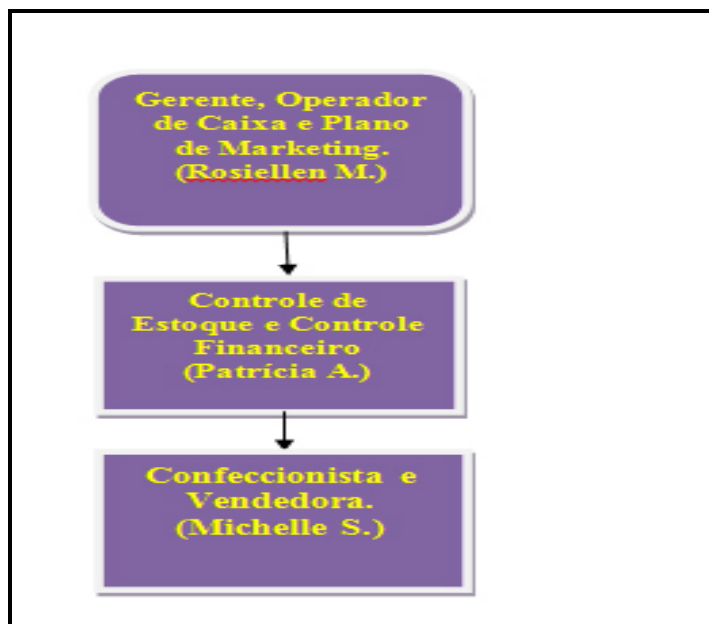 Gerente, Operador
de Caixa e Plano
de Marketing.
(Rosiellen M.)
Controle de
Estoque e Controle
Financeiro
(Patrícia A.)
Confeccionista e
Vendedora.
(Michelle S.)